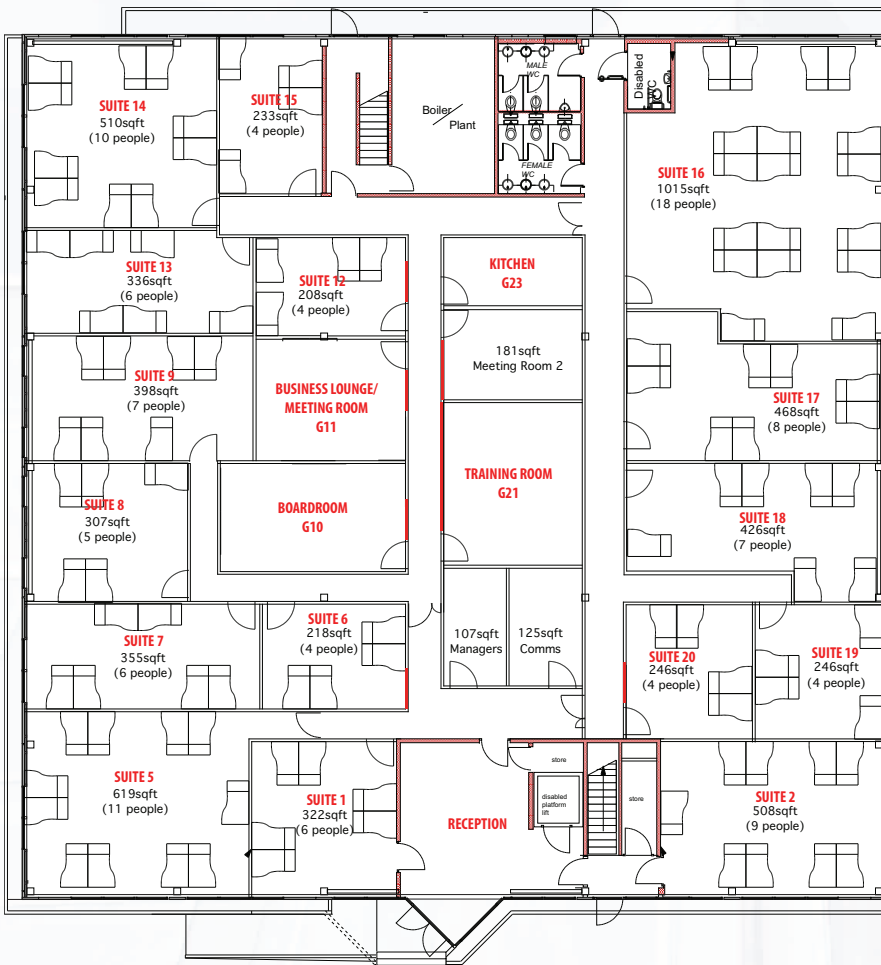 MALE
WC
Disabled
WC
SUITE 14
510sqft
(10 people)
SUITE 15
233sqft
(4 people)
Boiler
Plant
FEMALE
WC
SUITE 16
1015sqft
(18 people)
SUITE 13
336sqft
(6 people)
SUITE 12
208sqft
(4 people)
KITCHEN
G23
181sqft
Meeting Room 2
SUITE 9
398sqft
(7 people)
BUSINESS LOUNGE/
MEETING ROOM
G11
SUITE 17
468sqft
(8 people)
TRAINING ROOM
G21
SUITE 8
307sqft
(5 people)
BOARDROOM
G10
SUITE 18
426sqft
(7 people)
SUITE 7
355sqft
(6 people)
SUITE 6
218sqft
(4 people)
107sqft
Managers
125sqft
Comms
SUITE 20
246sqft
(4 people)
SUITE 19
246sqft
(4 people)
SUITE 5
619sqft
(11 people)
SUITE 1
322sqft
(6 people)
RECEPTION
store
disabled
platform
lift
store
SUITE 2
508sqft
(9 people)